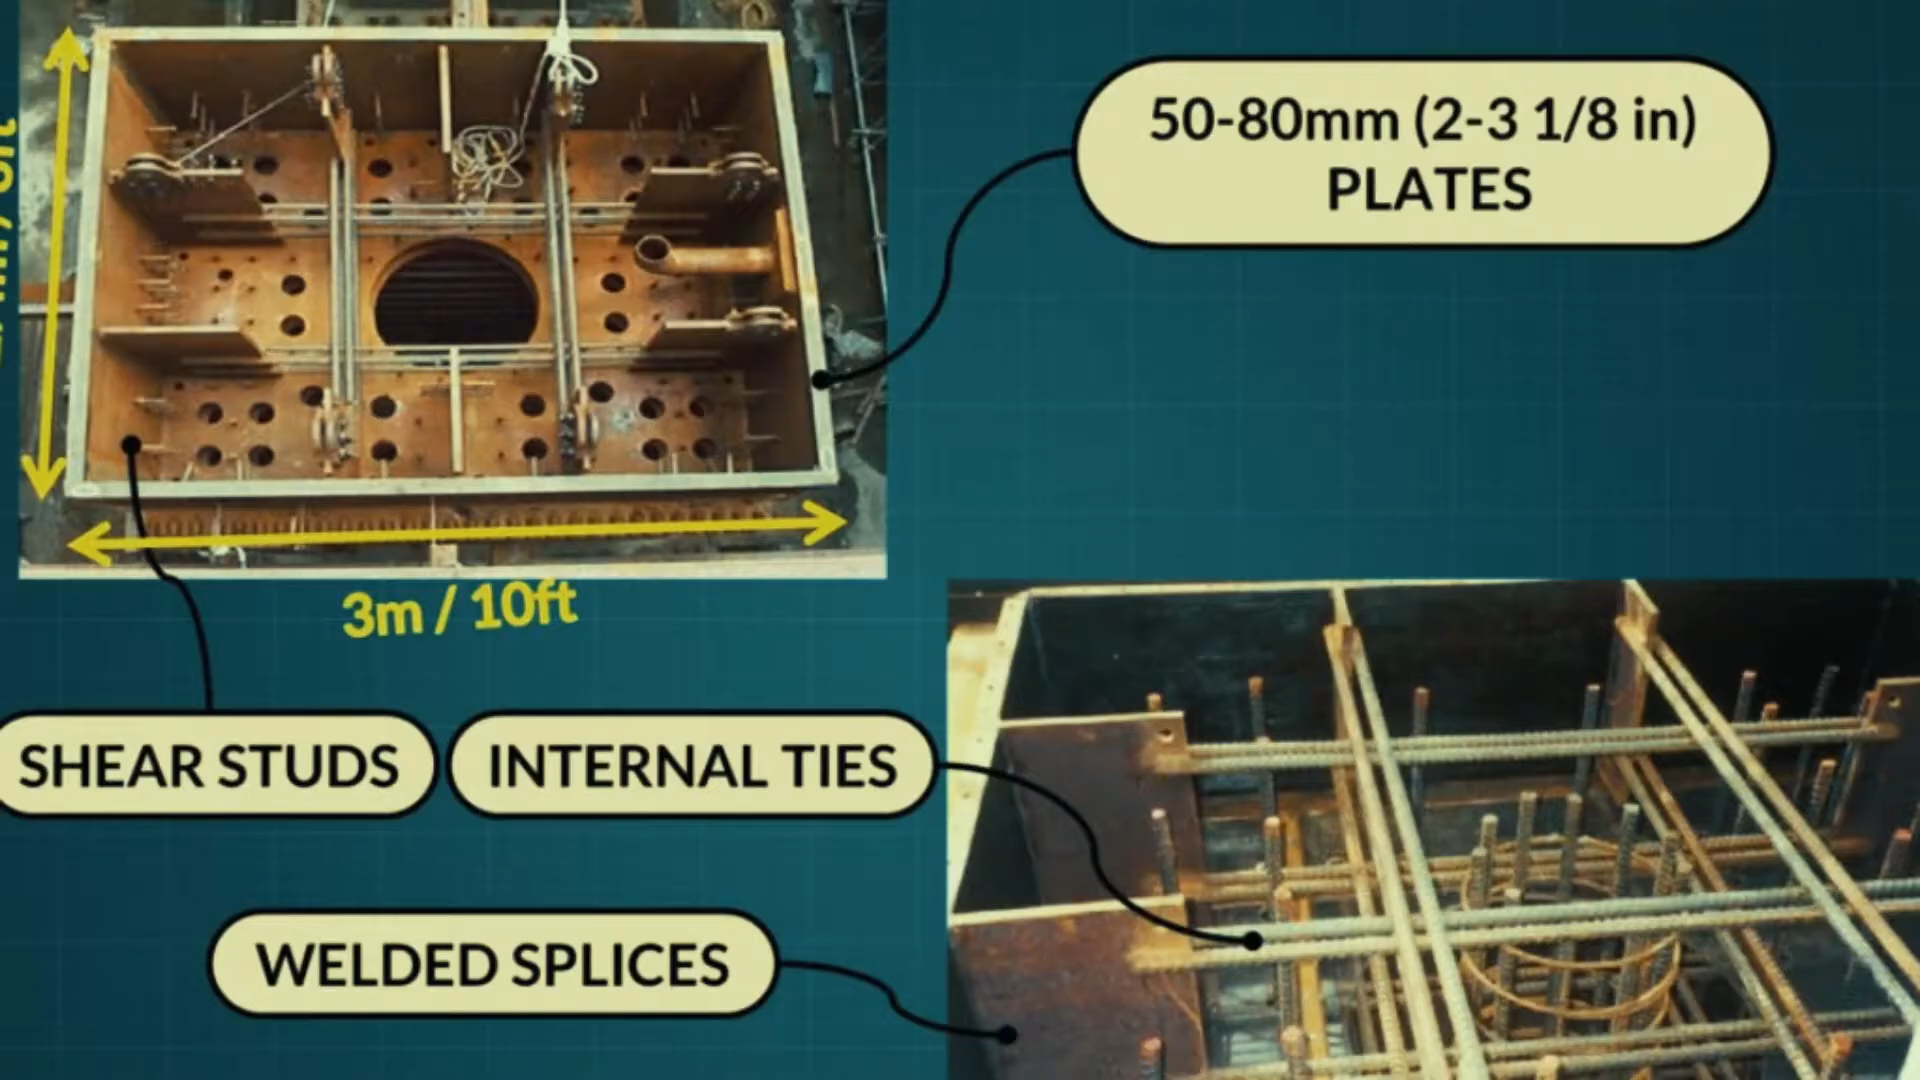 50-80mm (2-3 1/8 in)
PLATES
3m / 10ft
SHEAR STUDS
INTERNAL TIES
WELDED SPLICES